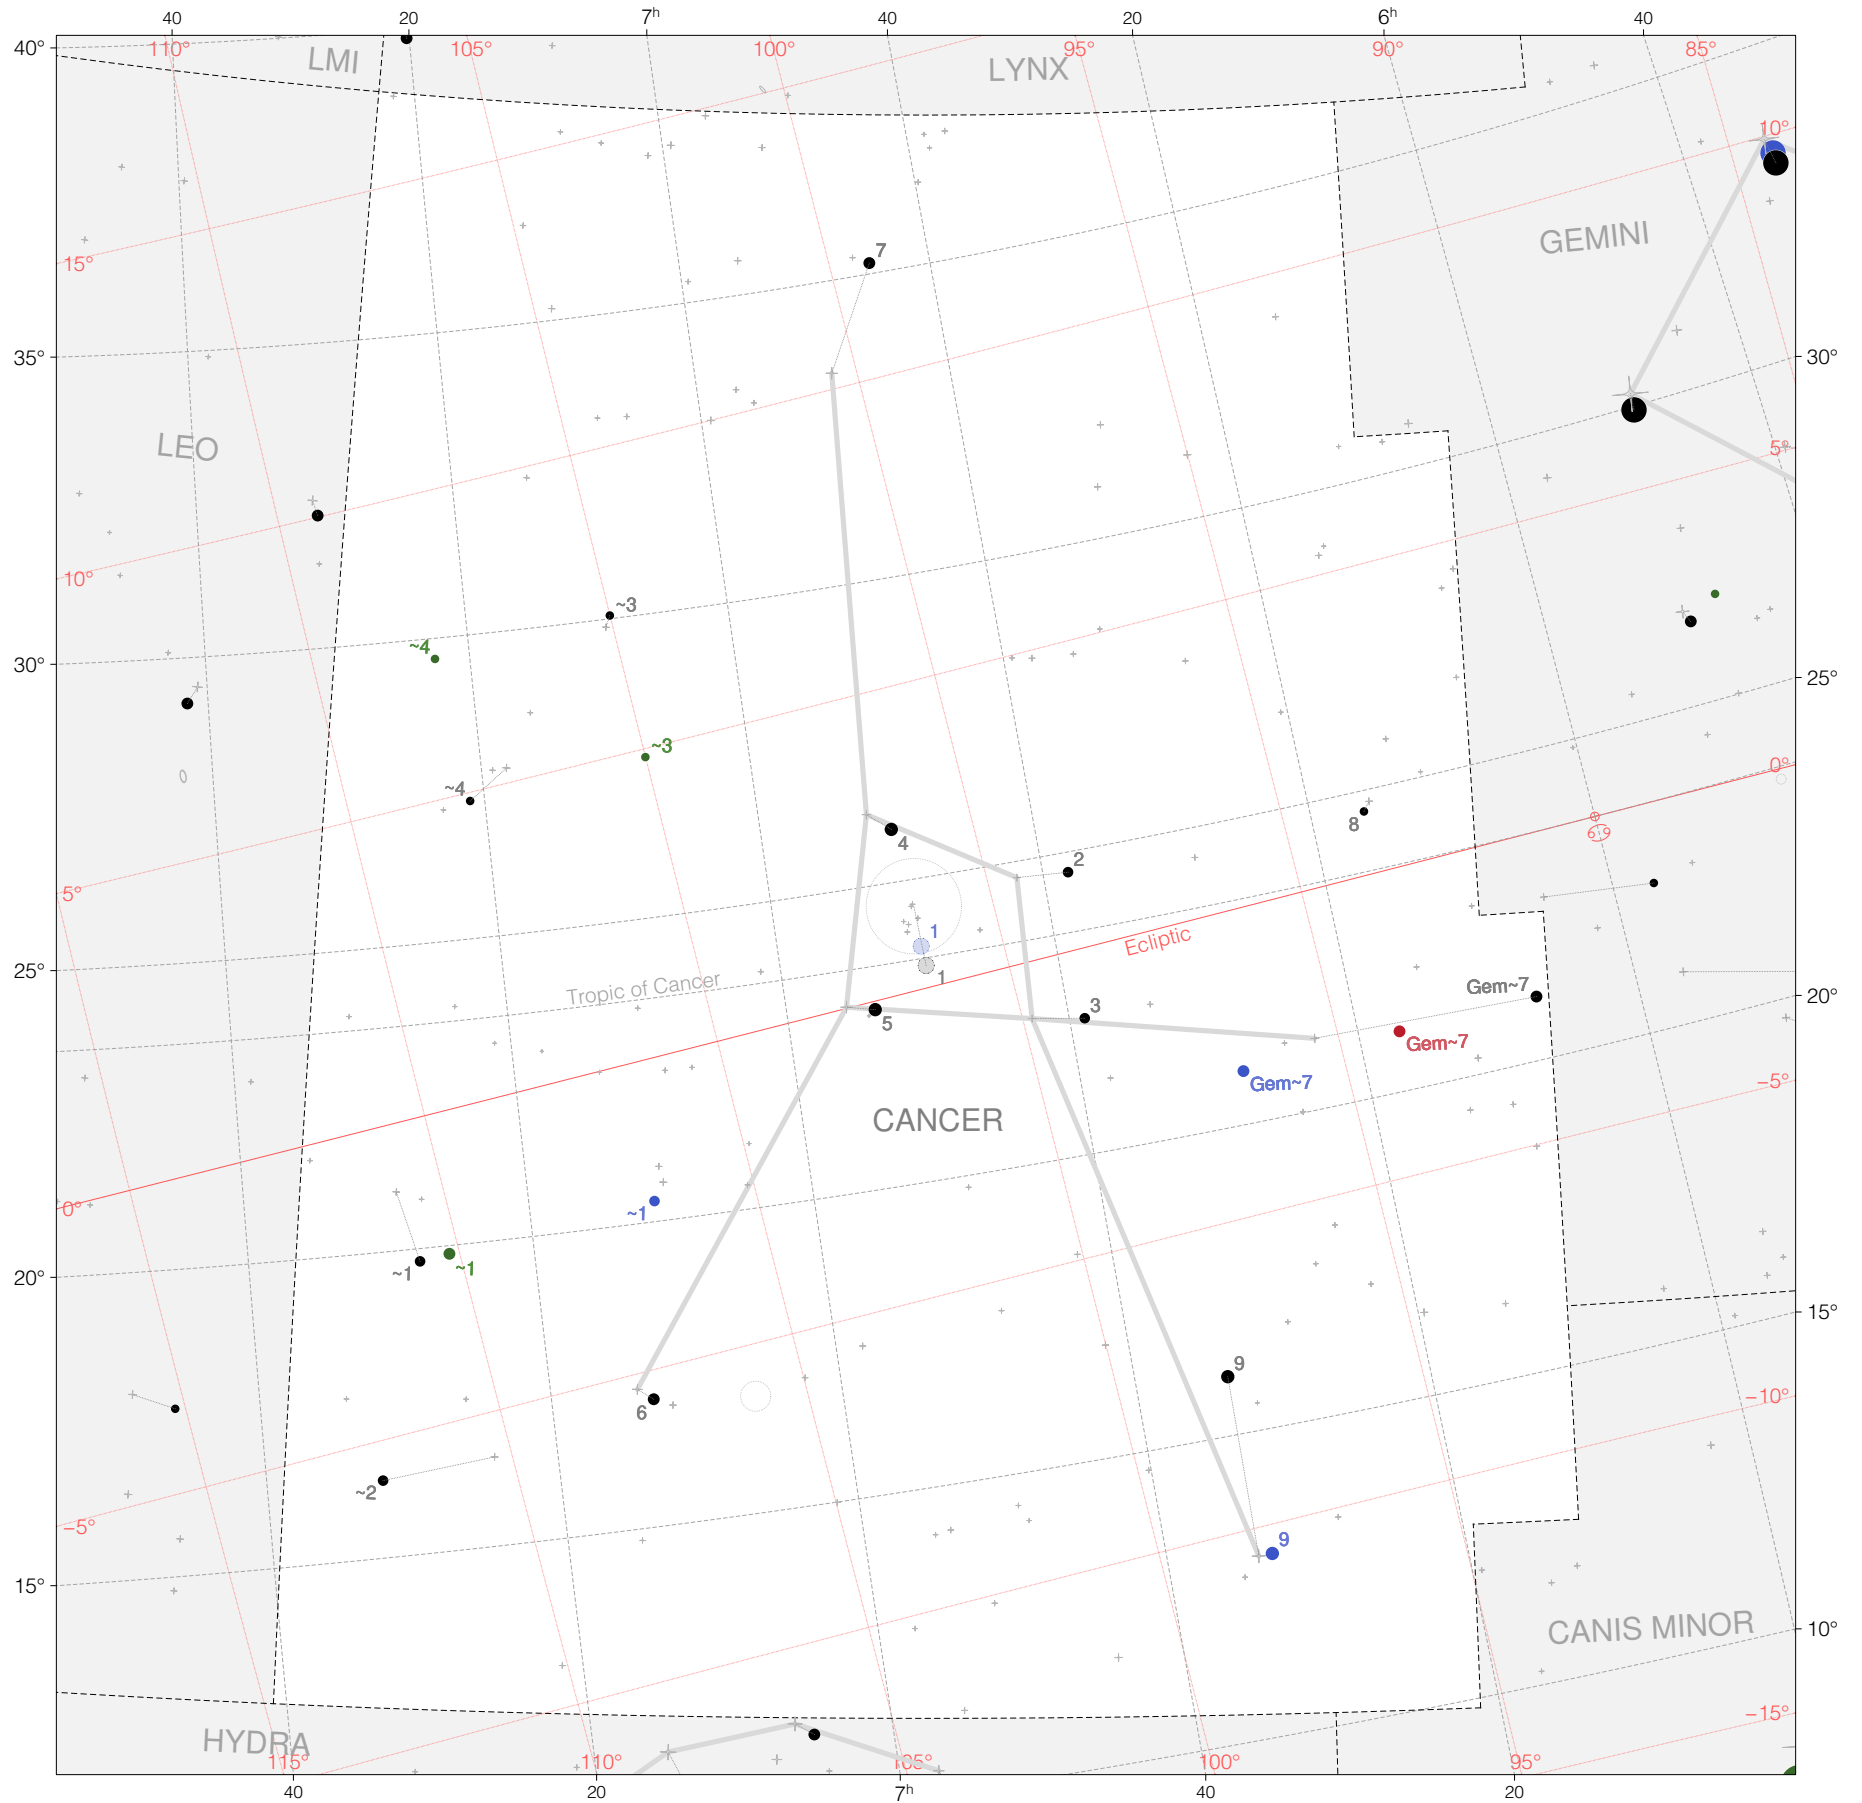 40 20 7h 40 20 6h 40
40° 110° LMI 105° 100° LYNX 95° 90° 85°
10°
GEMINI
7
15°
35° 30°
LEO 5°
10°
~3
~4
30° 25°
~3
0°
~4
8
4
69
2
5°
1
Ecliptic
25° 1
Tropic of Cancer Gem~7 20°
3
5
Gem~7
Gem~7 −5°
CANCER
0° ~1
~1 ~1
20°
15°
9
−10°
6
~2
−5°
9
15°
CANIS MINOR 10°
−15°
HYDRA
115° 110° 105° 100° 95°
40 20 7h 40 20